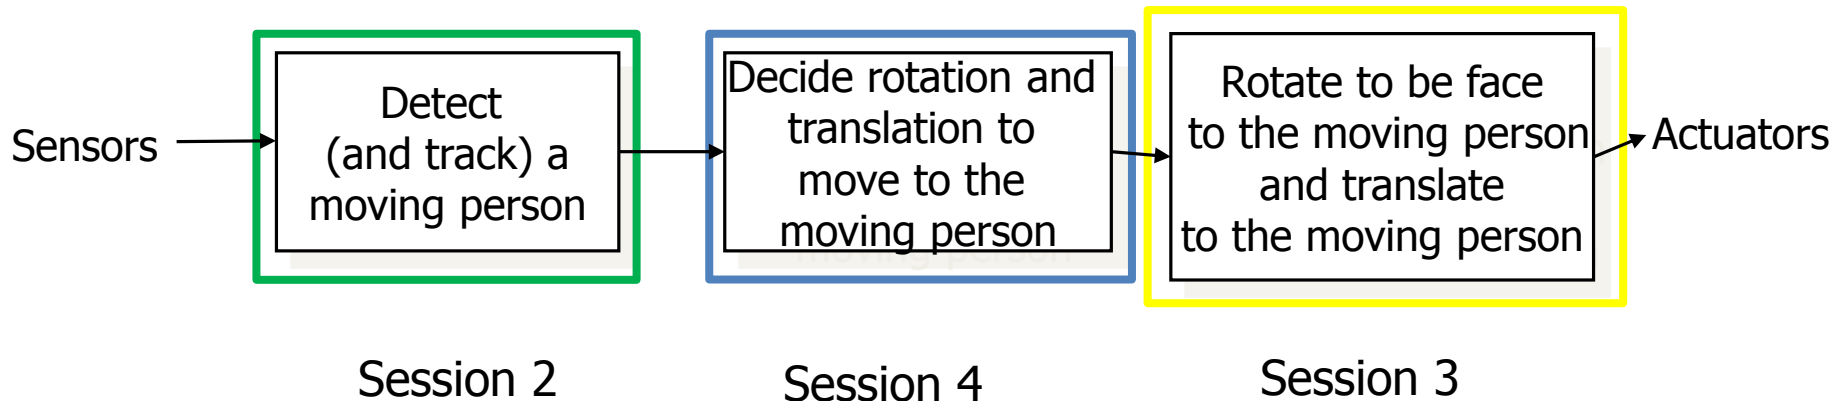 Sensors
Detect
(and track) a
moving person
Decide rotation and
translation to
move to the
moving person
Rotate to be face
to the moving person
and translate
to the moving person
Actuators
Session 2
Session 4
Session 3